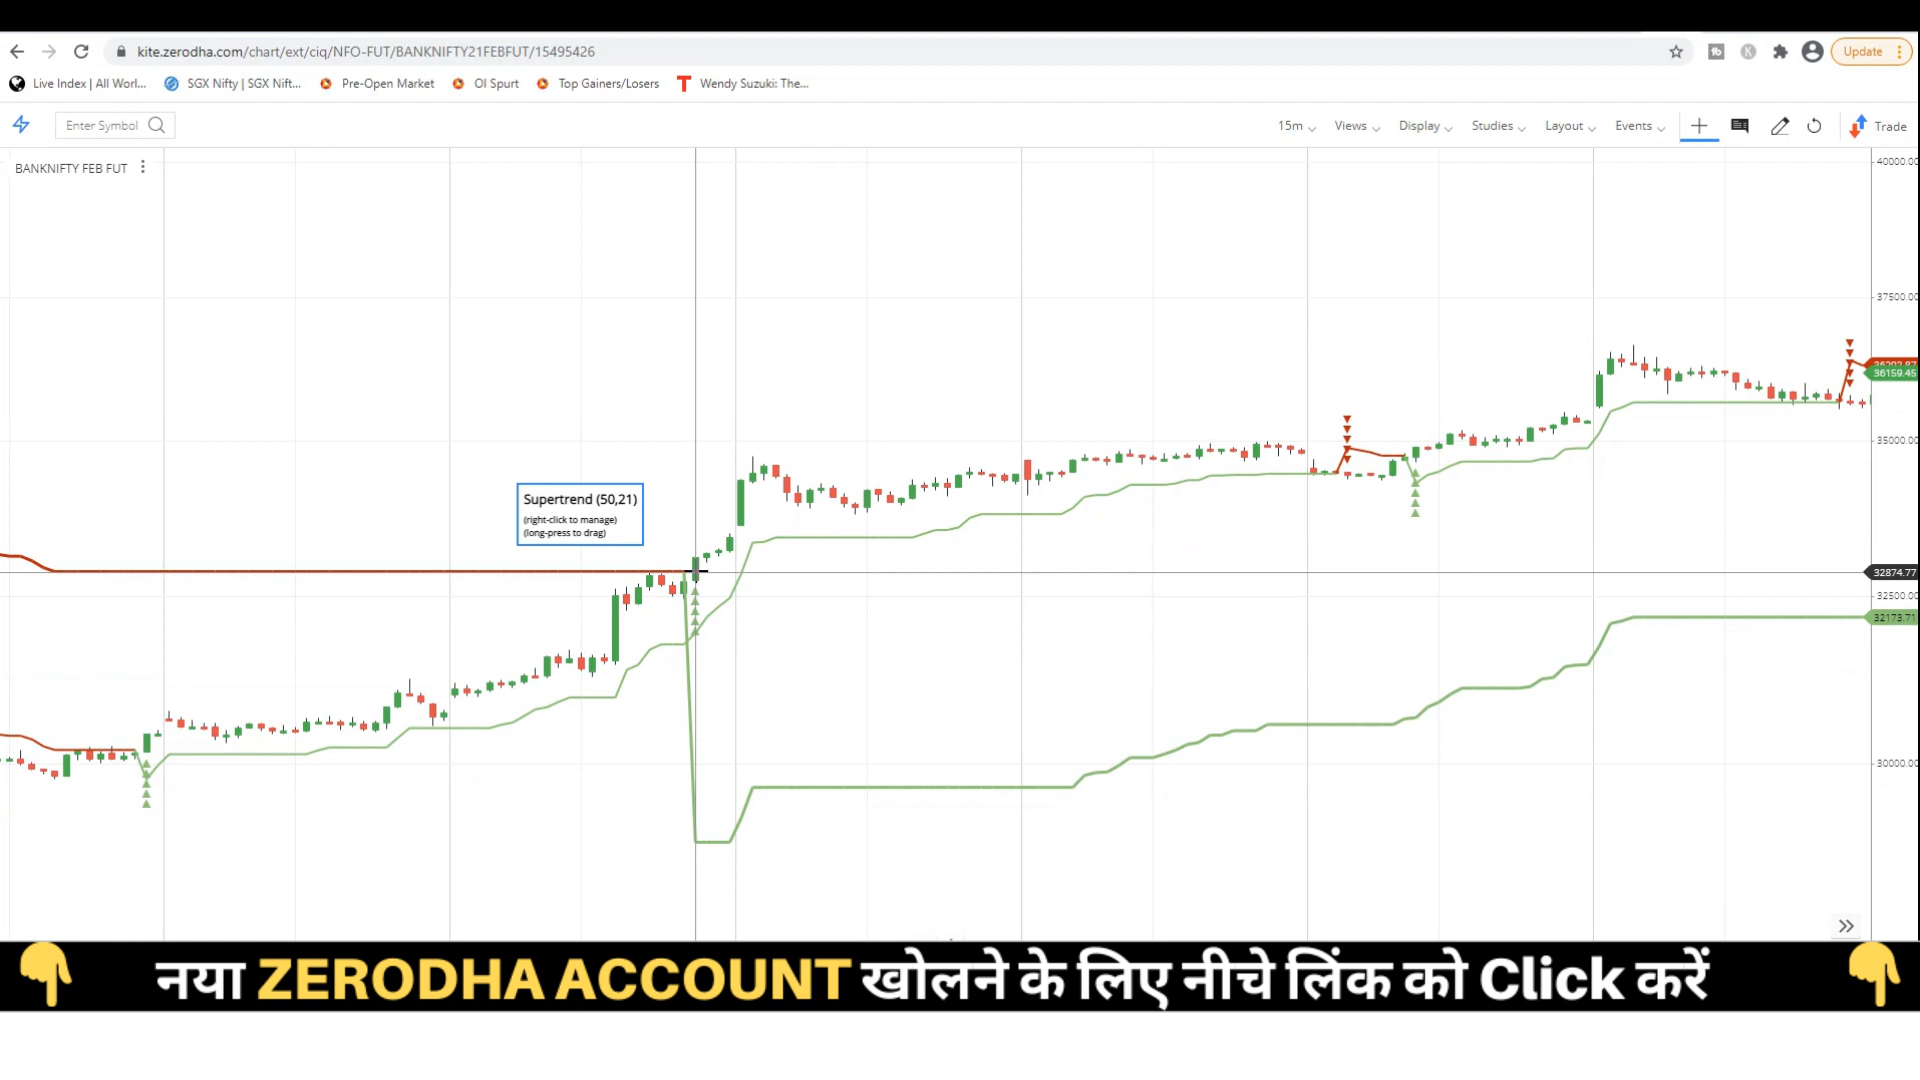 kite.zerodha.com/chart/ext/ciq/NFO-FUT/BANKNIFTY21FEBFUT/15495426
Update
Live Index | All Worl...
SGX Nifty | SGX Nift...
Pre-Open Market
OI Spurt
Top Gainers/Losers
Wendy Suzuki: The...
Enter Symbol
15m
Views
Display
Studies
Layout
Events
Trade
BANKNIFTY FEB FUT
40000.00
37500.00
36159.45
35000.00
Supertrend (50,21)
(right-click to manage)
(long-press to drag)
32874.77
32500.00
32173.71
30000.00
नया ZERODHA ACCOUNT खोलने के लिए नीचे लिंक को Click करें